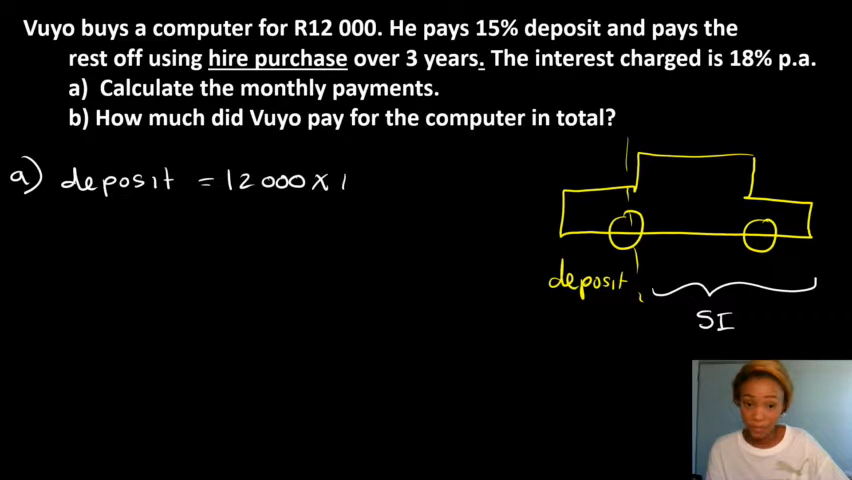 Vuyo buys a computer for R12 000. He pays 15% deposit and pays the
rest off using hire purchase over 3 years. The interest charged is 18% p.a.
a) Calculate the monthly payments.
b) How much did Vuyo pay for the computer in total?
a) deposit = 12 000 x 1
deposit
SI